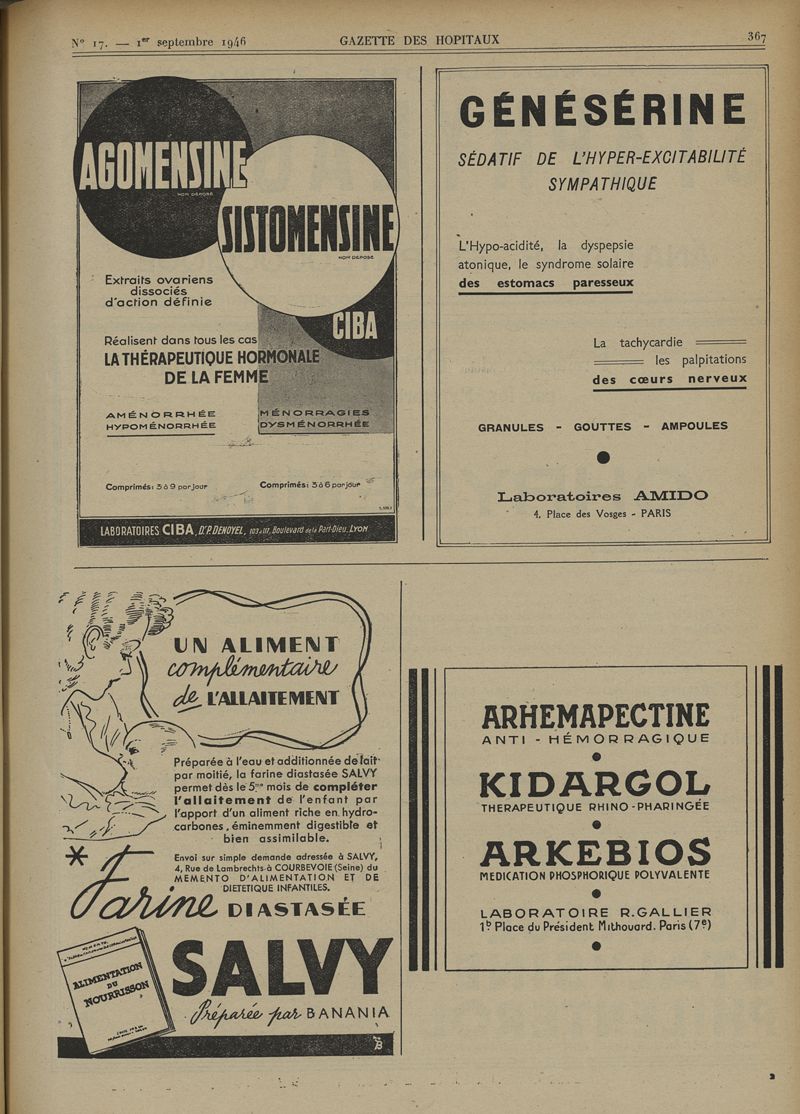 N° 17. — 1er septembre 1946
GAZETTE DES HOPITAUX
367
AGOMENSINE
NOM DÉPOSÉ
SISTOMENSINE
NOM DÉPOSÉ
Extraits ovariens
dissociés
d'action définie
CIBA
Réalisent dans tous les cas
LA THÉRAPEUTIQUE HORMONALE
DE LA FEMME
AMÉNORRHÉE
HYPOMÉNORRHÉE
MÉNORRAGIES
DYSMÉNORRHÉE
Comprimés: 3 à 9 par jour
Comprimés: 3 à 6 par jour
LABORATOIRES CIBA, Dr P. DENOYEL, 103 à 117, Boulevard de la Part-Dieu, LYON
GÉNÉSÉRINE
SÉDATIF DE L'HYPER-EXCITABILITÉ
SYMPATHIQUE
L'Hypo-acidité, la dyspepsie
atonique, le syndrome solaire
des estomacs paresseux
La tachycardie
les palpitations
des cœurs nerveux
GRANULES - GOUTTES - AMPOULES
Laboratoires AMIDO
4, Place des Vosges - PARIS
UN ALIMENT
complémentaire
de L'ALLAITEMENT
Préparée à l'eau et additionnée de lait
par moitié, la farine diastasée SALVY
permet dès le 5me mois de compléter
l'allaitement de l'enfant par
l'apport d'un aliment riche en hydro-
carbones, éminemment digestible et
bien assimilable.
* Envoi sur simple demande adressée à SALVY,
4, Rue de Lambrechts à COURBEVOIE (Seine) du
MEMENTO D'ALIMENTATION ET DE
DIETETIQUE INFANTILES.
Farine DIASTASÉE
SALVY
Préparée par BANANIA
ALIMENTATION
DU
NOURRISSON
ARHEMAPECTINE
ANTI - HÉMORRAGIQUE
KIDARGOL
THERAPEUTIQUE RHINO-PHARINGÉE
ARKEBIOS
MEDICATION PHOSPHORIQUE POLYVALENTE
LABORATOIRE R. GALLIER
1b Place du Président Mithouard. Paris (7e)
2